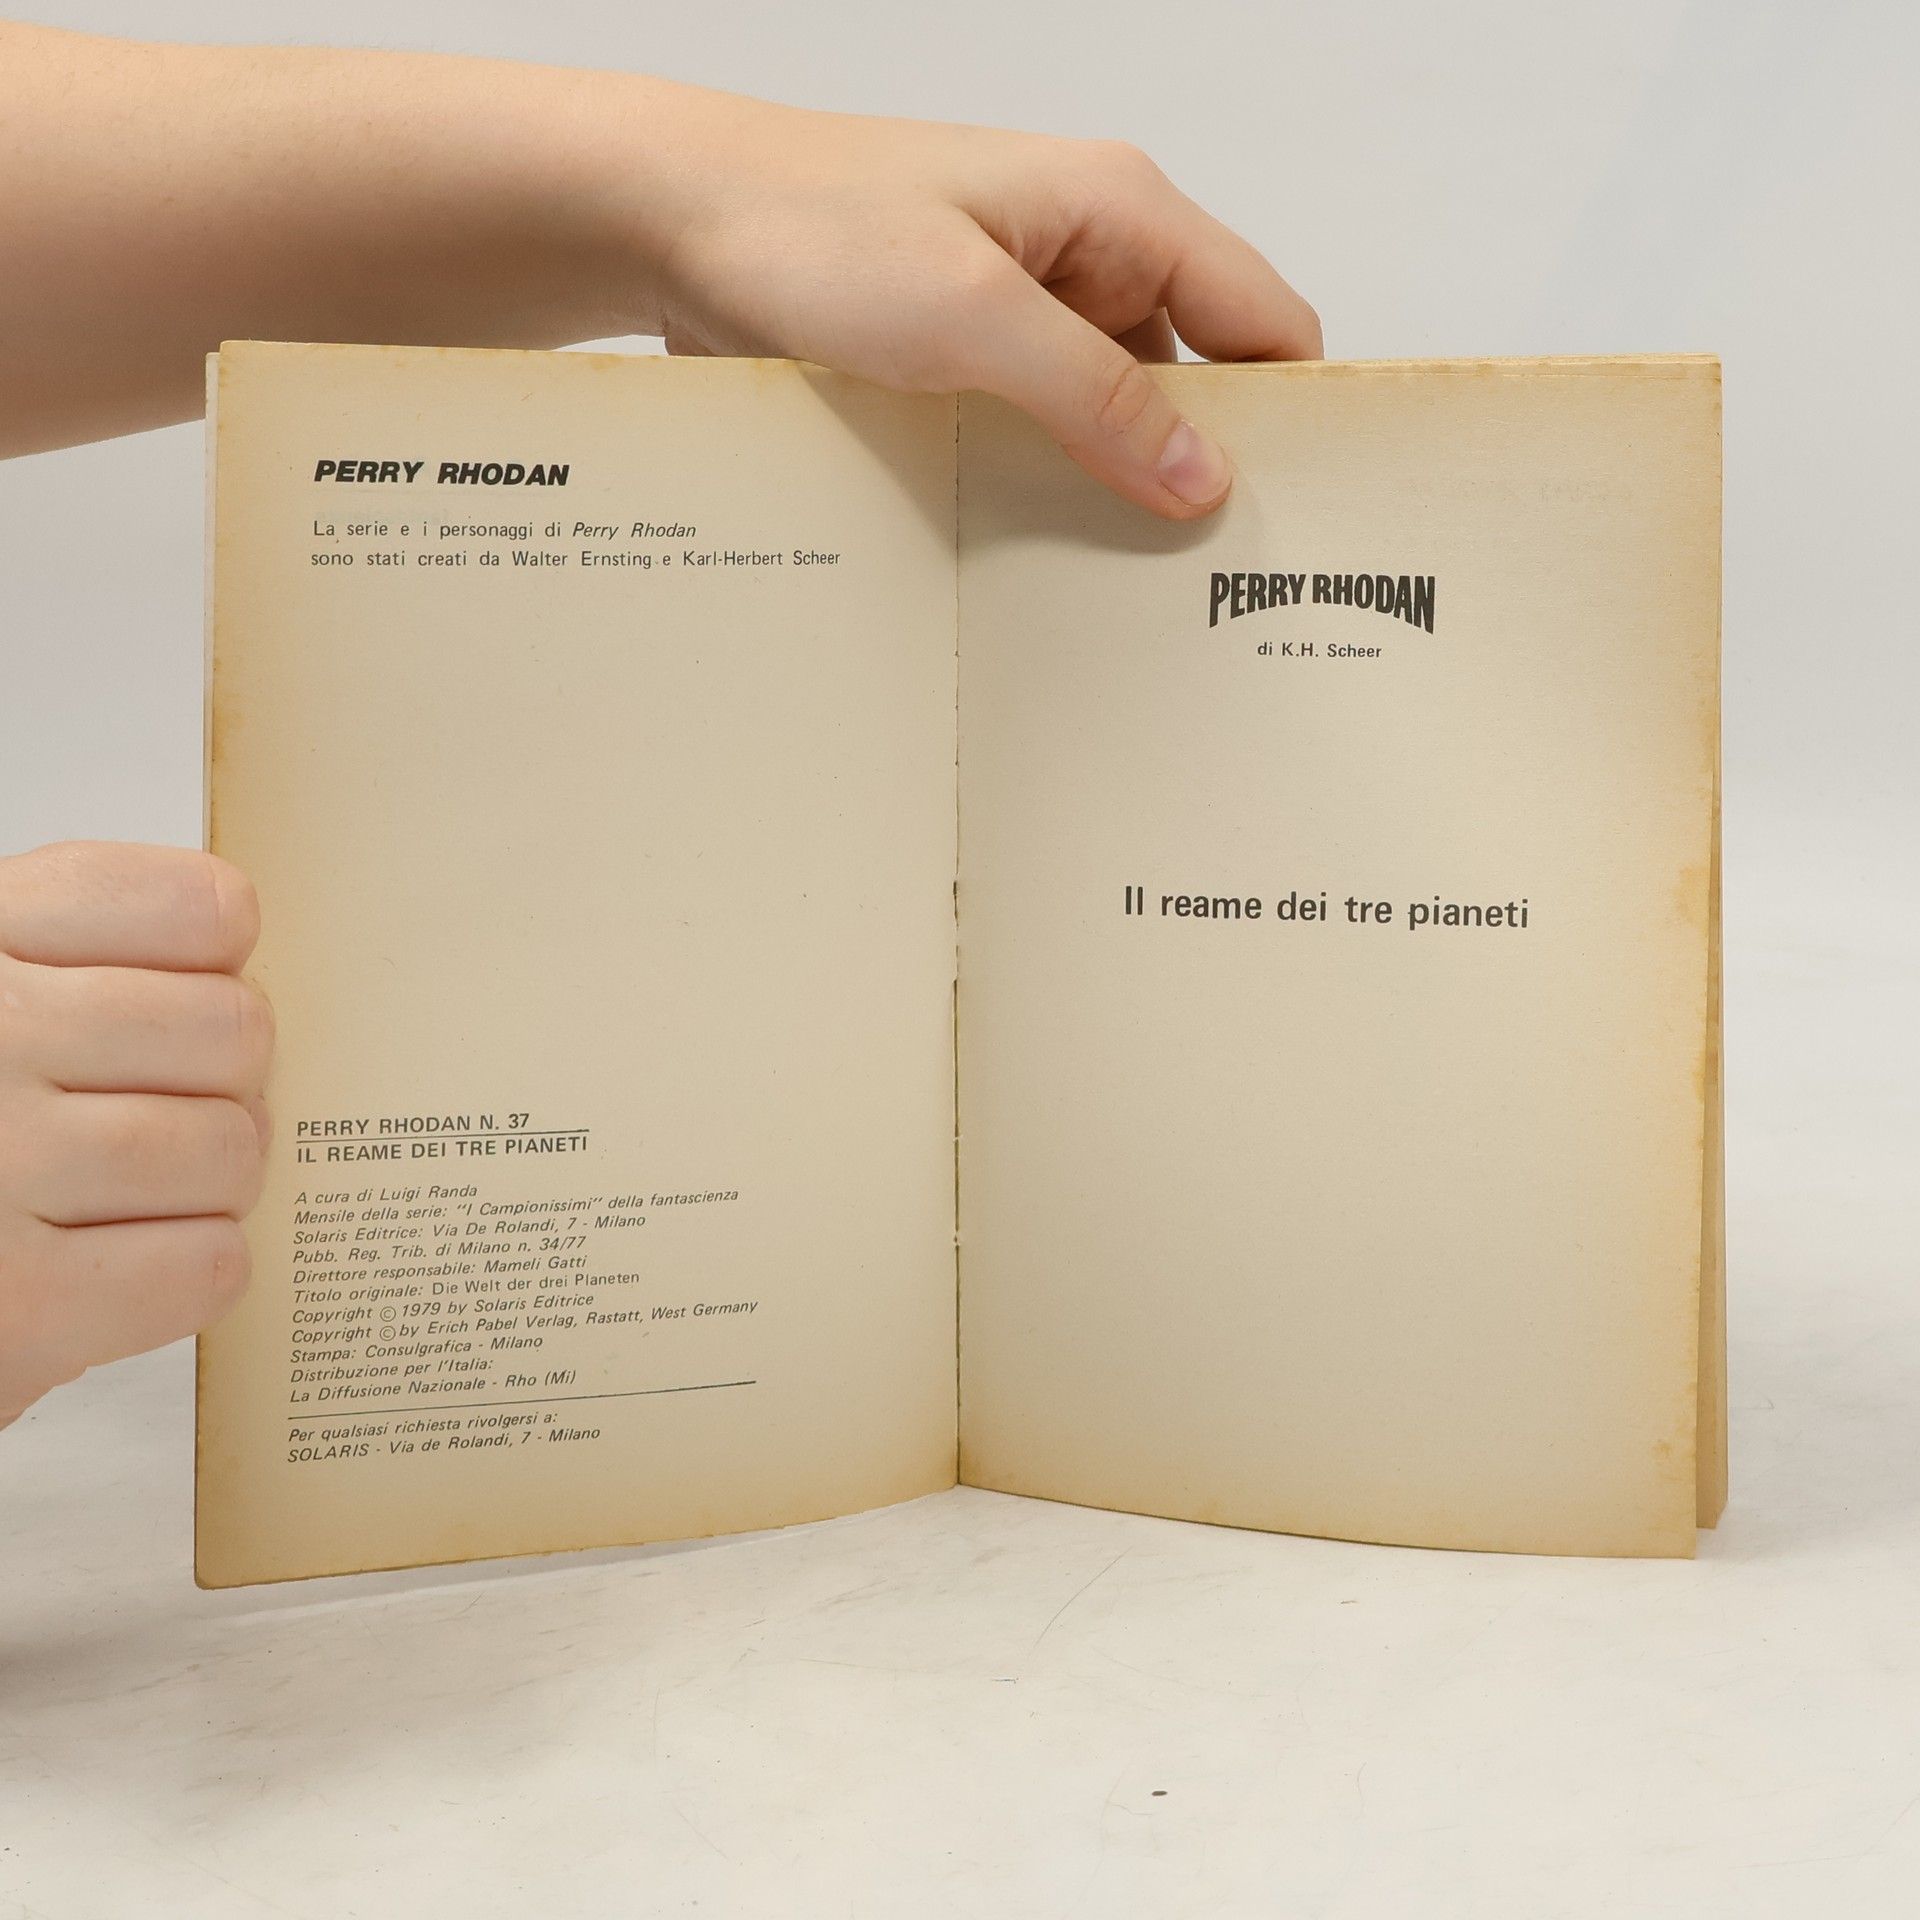 PERRY RHODAN
La serie e i personaggi di Perry Rhodan
sono stati creati da Walter Ernsting e Karl-Herbert Scheer
PERRY RHODAN N. 37
IL REAME DEI TRE PIANETI
A cura di Luigi Randa
Mensile della serie: "I Campionissimi" della fantascienza
Solaris Editrice: Via De Rolandi, 7 - Milano
Pubb. Reg. Trib. di Milano n. 34/77
Direttore responsabile: Mameli Gatti
Titolo originale: Die Welt der drei Planeten
Copyright © 1979 by Solaris Editrice
Copyright © by Erich Pabel Verlag, Rastatt, West Germany
Stampa: Consulgrafica - Milano
Distribuzione per l'Italia:
La Diffusione Nazionale - Rho (Mi)
Per qualsiasi richiesta rivolgersi a:
SOLARIS - Via de Rolandi, 7 - Milano
PERRY RHODAN
di K.H. Scheer
Il reame dei tre pianeti